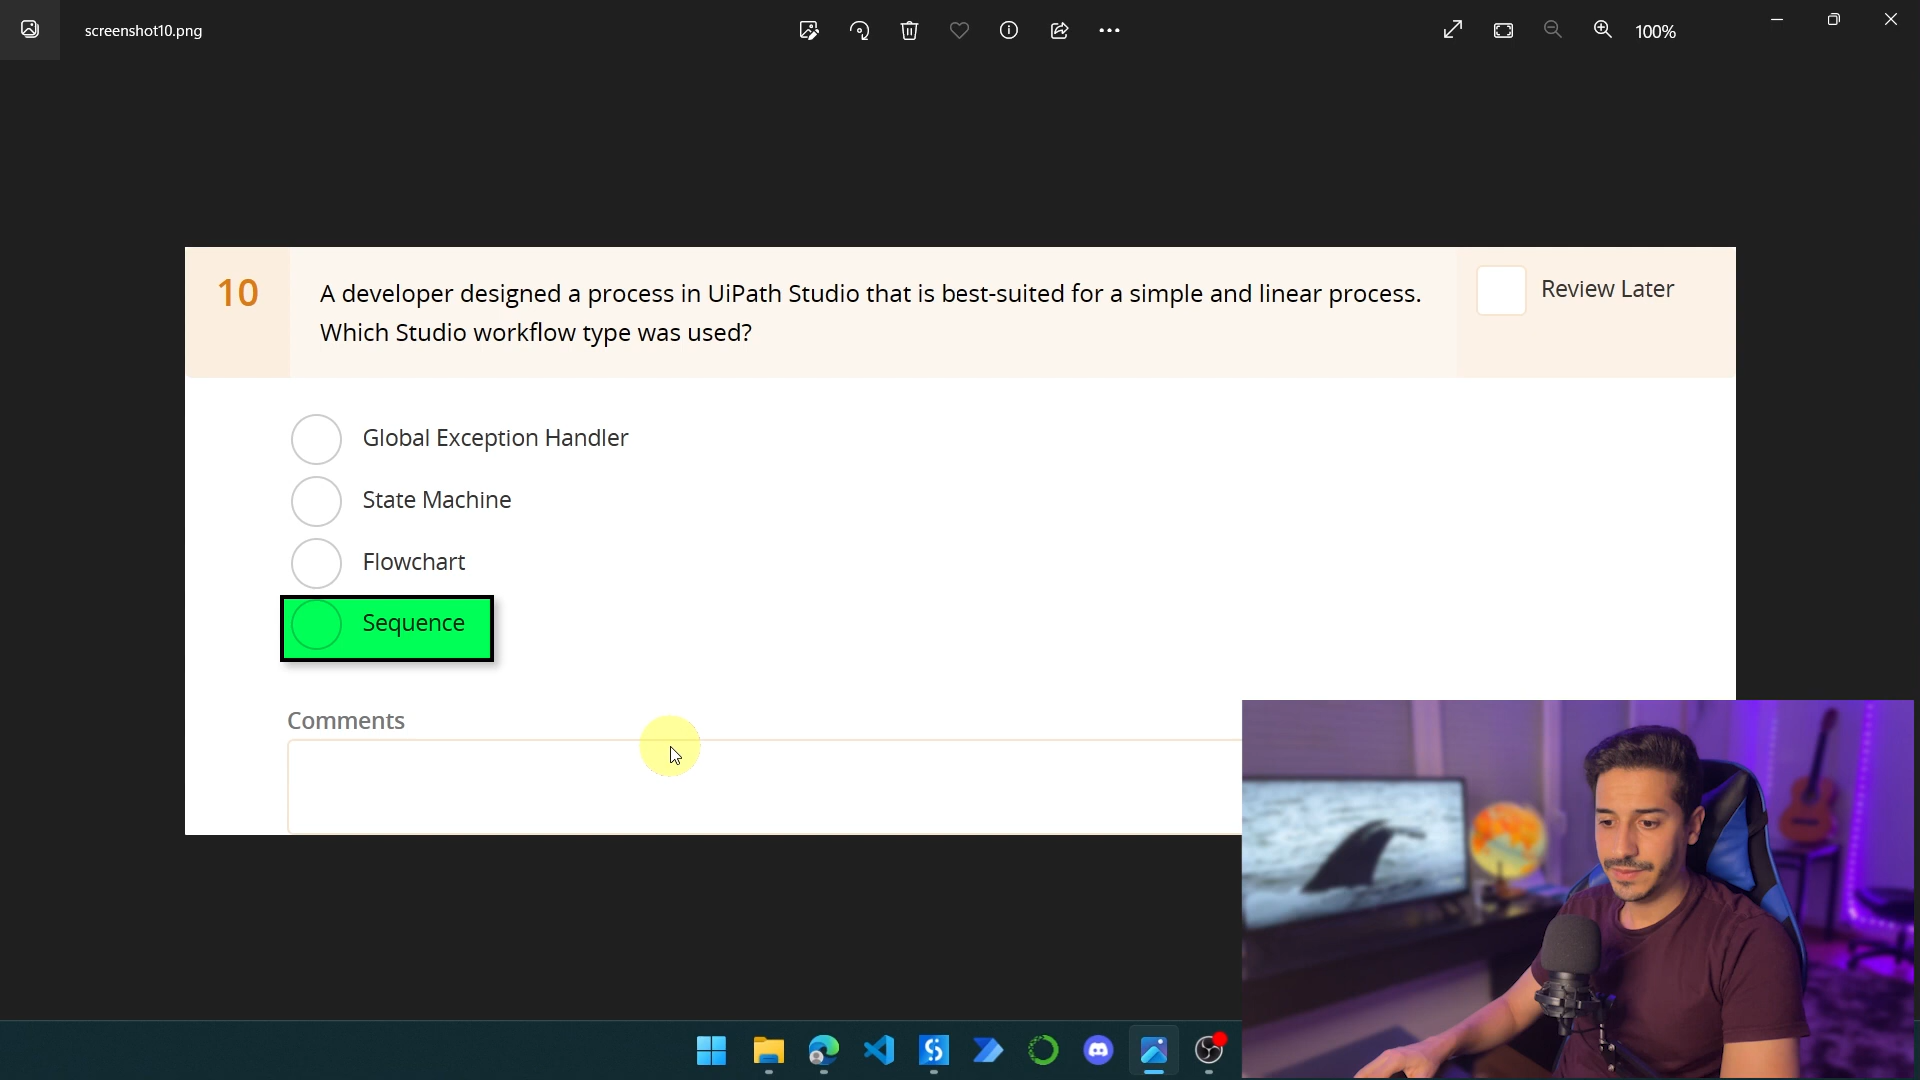 screenshot10.png
100%
10
A developer designed a process in UiPath Studio that is best-suited for a simple and linear process.
Which Studio workflow type was used?
Review Later
Global Exception Handler
State Machine
Flowchart
Sequence
Comments